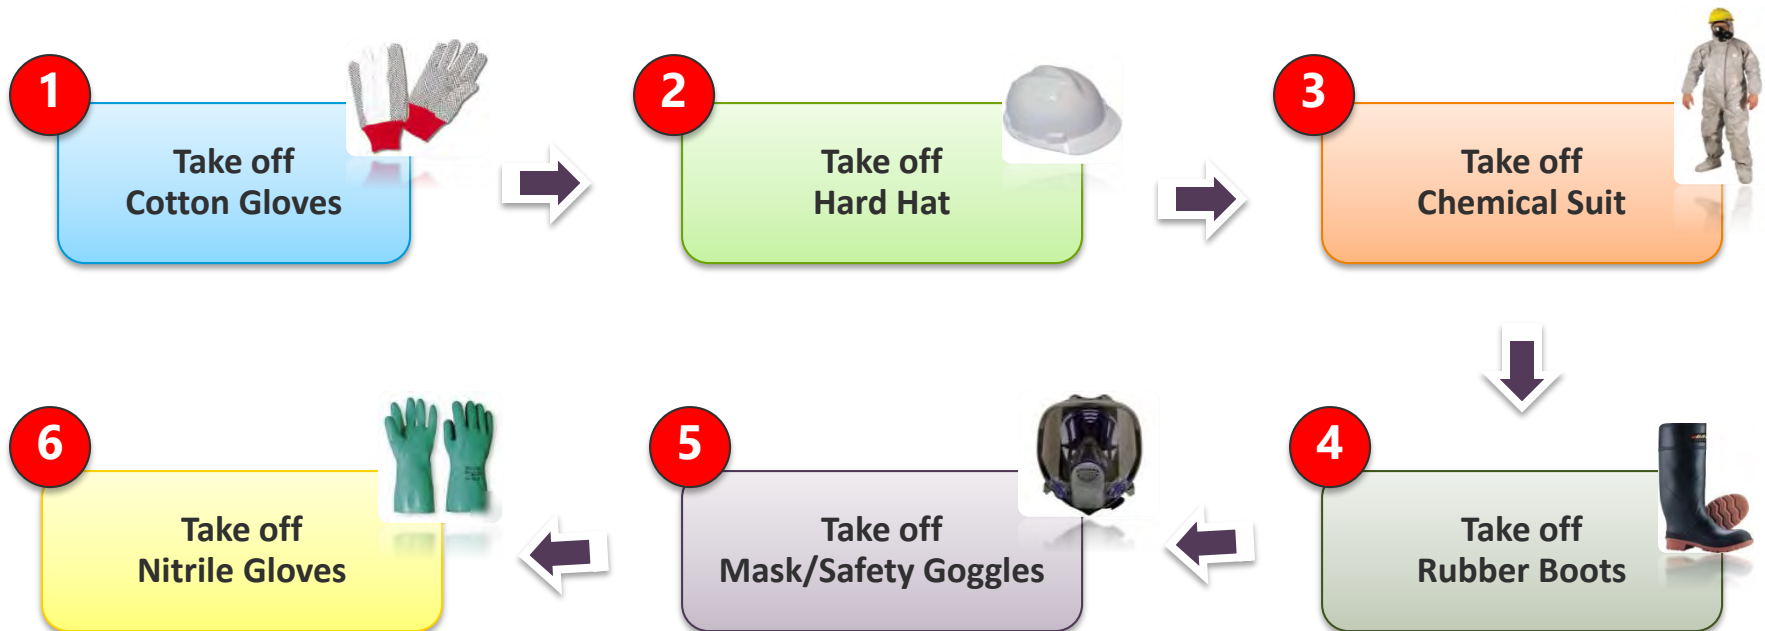 1
Take off
Cotton Gloves
2
Take off
Hard Hat
3
Take off
Chemical Suit
4
Take off
Rubber Boots
5
Take off
Mask/Safety Goggles
6
Take off
Nitrile Gloves